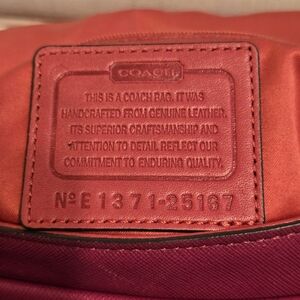 COACH
THIS IS A COACH BAG. IT WAS
HANDCRAFTED FROM GENUINE LEATHER.
ITS SUPERIOR CRAFTSMANSHIP AND
ATTENTION TO DETAIL REFLECT OUR
COMMITMENT TO ENDURING QUALITY.
Nº E1371-25167